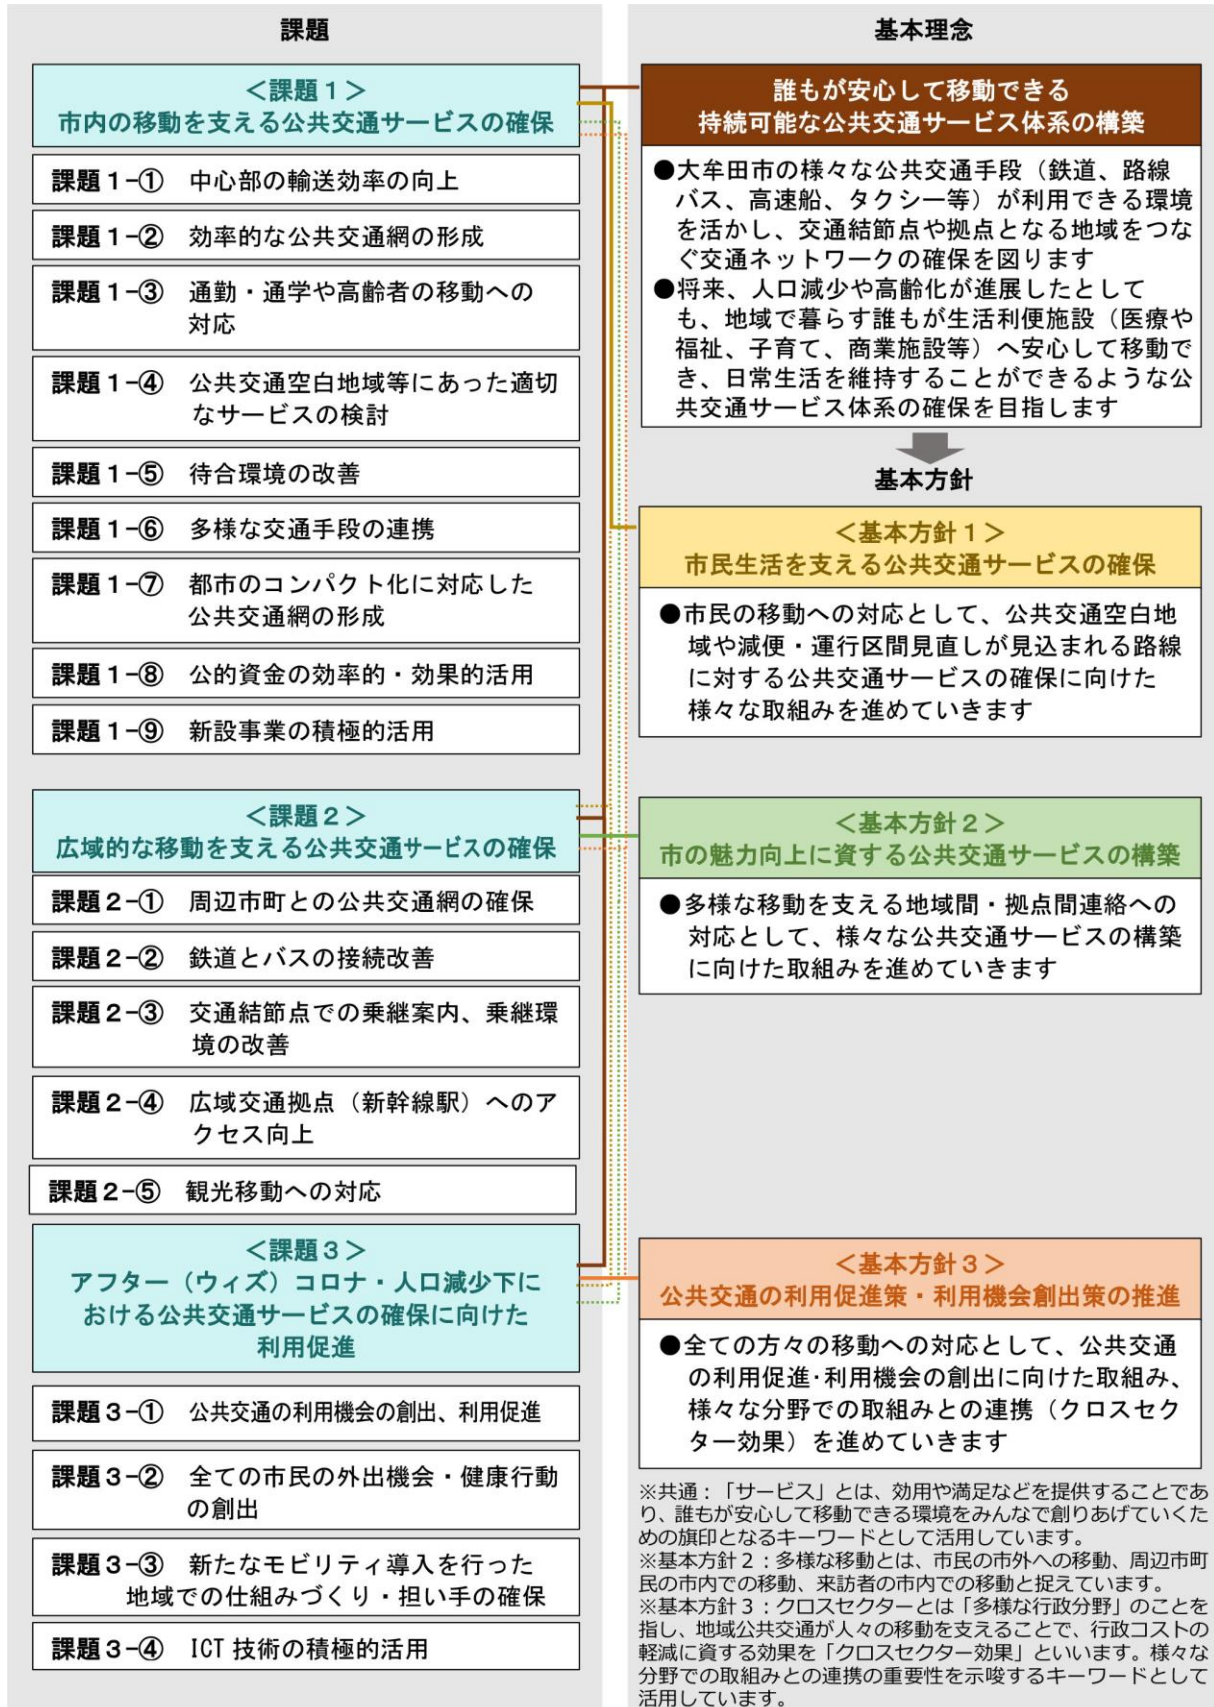 課題
<課題1>
市内の移動を支える公共交通サービスの確保
課題1-① 中心部の輸送効率の向上
課題1-② 効率的な公共交通網の形成
課題1-③ 通勤・通学や高齢者の移動への
対応
課題1-④ 公共交通空白地域等にあった適切
なサービスの検討
課題1-⑤ 待合環境の改善
課題1-⑥ 多様な交通手段の連携
課題1-⑦ 都市のコンパクト化に対応した
公共交通網の形成
課題1-⑧ 公的資金の効率的・効果的活用
課題1-⑨ 新設事業の積極的活用
<課題2>
広域的な移動を支える公共交通サービスの確保
課題2-① 周辺市町との公共交通網の確保
課題2-② 鉄道とバスの接続改善
課題2-③ 交通結節点での乗継案内、乗継環
境の改善
課題2-④ 広域交通拠点（新幹線駅）へのア
クセス向上
課題2-⑤ 観光移動への対応
<課題3>
アフター（ウィズ）コロナ・人口減少下に
おける公共交通サービスの確保に向けた
利用促進
課題3-① 公共交通の利用機会の創出、利用促進
課題3-② 全ての市民の外出機会・健康行動
の創出
課題3-③ 新たなモビリティ導入を行った
地域での仕組みづくり・担い手の確保
課題3-④ ICT 技術の積極的活用
基本理念
誰もが安心して移動できる
持続可能な公共交通サービス体系の構築
●大牟田市の様々な公共交通手段（鉄道、路線
バス、高速船、タクシー等）が利用できる環境
を活かし、交通結節点や拠点となる地域をつな
ぐ交通ネットワークの確保を図ります
●将来、人口減少や高齢化が進展したとして
も、地域で暮らす誰もが生活利便施設（医療や
福祉、子育て、商業施設等）へ安心して移動で
き、日常生活を維持することができるような公
共交通サービス体系の確保を目指します
基本方針
<基本方針1>
市民生活を支える公共交通サービスの確保
●市民の移動への対応として、公共交通空白地
域や減便・運行区間見直しが見込まれる路線
に対する公共交通サービスの確保に向けた
様々な取組みを進めていきます
<基本方針2>
市の魅力向上に資する公共交通サービスの構築
●多様な移動を支える地域間・拠点間連絡への
対応として、様々な公共交通サービスの構築
に向けた取組みを進めていきます
<基本方針3>
公共交通の利用促進策・利用機会創出策の推進
●全ての方々の移動への対応として、公共交通
の利用促進・利用機会の創出に向けた取組み、
様々な分野での取組みとの連携（クロスセク
ター効果）を進めていきます
※共通：「サービス」とは、効用や満足などを提供することであ
り、誰もが安心して移動できる環境をみんなで創りあげていくた
めの旗印となるキーワードとして活用しています。
※基本方針2：多様な移動とは、市民の市外への移動、周辺市町
民の市内での移動、来訪者の市内での移動と捉えています。
※基本方針3：クロスセクターとは「多様な行政分野」のことを
指し、地域公共交通が人々の移動を支えることで、行政コストの
軽減に資する効果を「クロスセクター効果」といいます。様々な
分野での取組みとの連携の重要性を示唆するキーワードとして
活用しています。